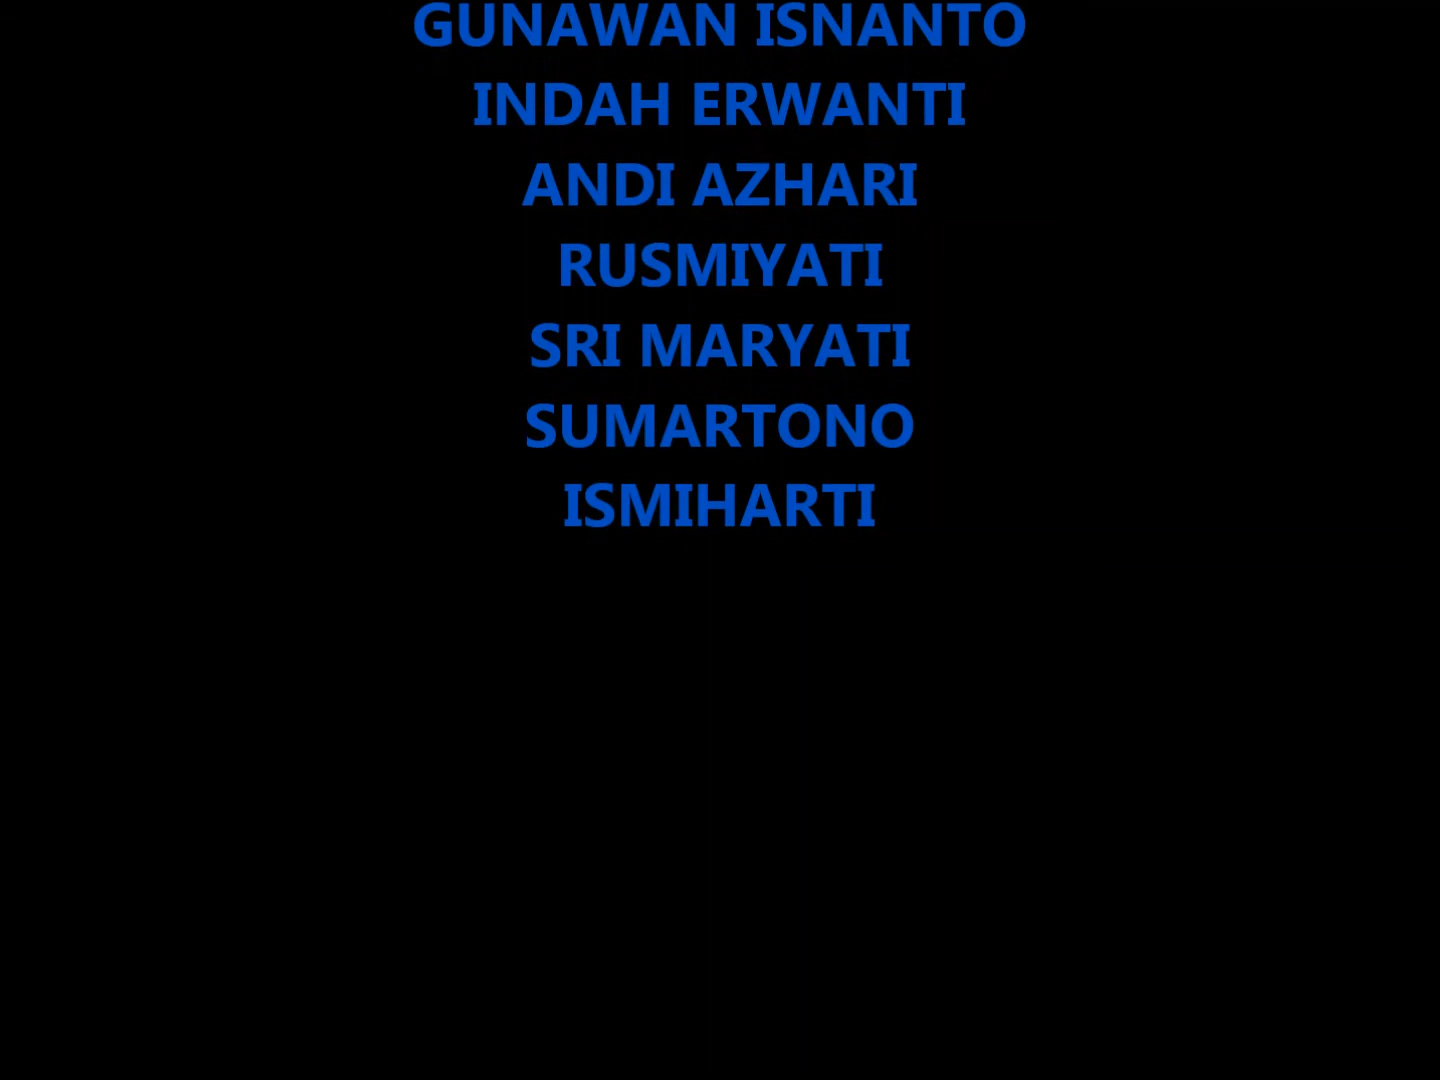 GUNAWAN ISNANTO
INDAH ERWANTI
ANDI AZHARI
RUSMIYATI
SRI MARYATI
SUMARTONO
ISMIHARTI